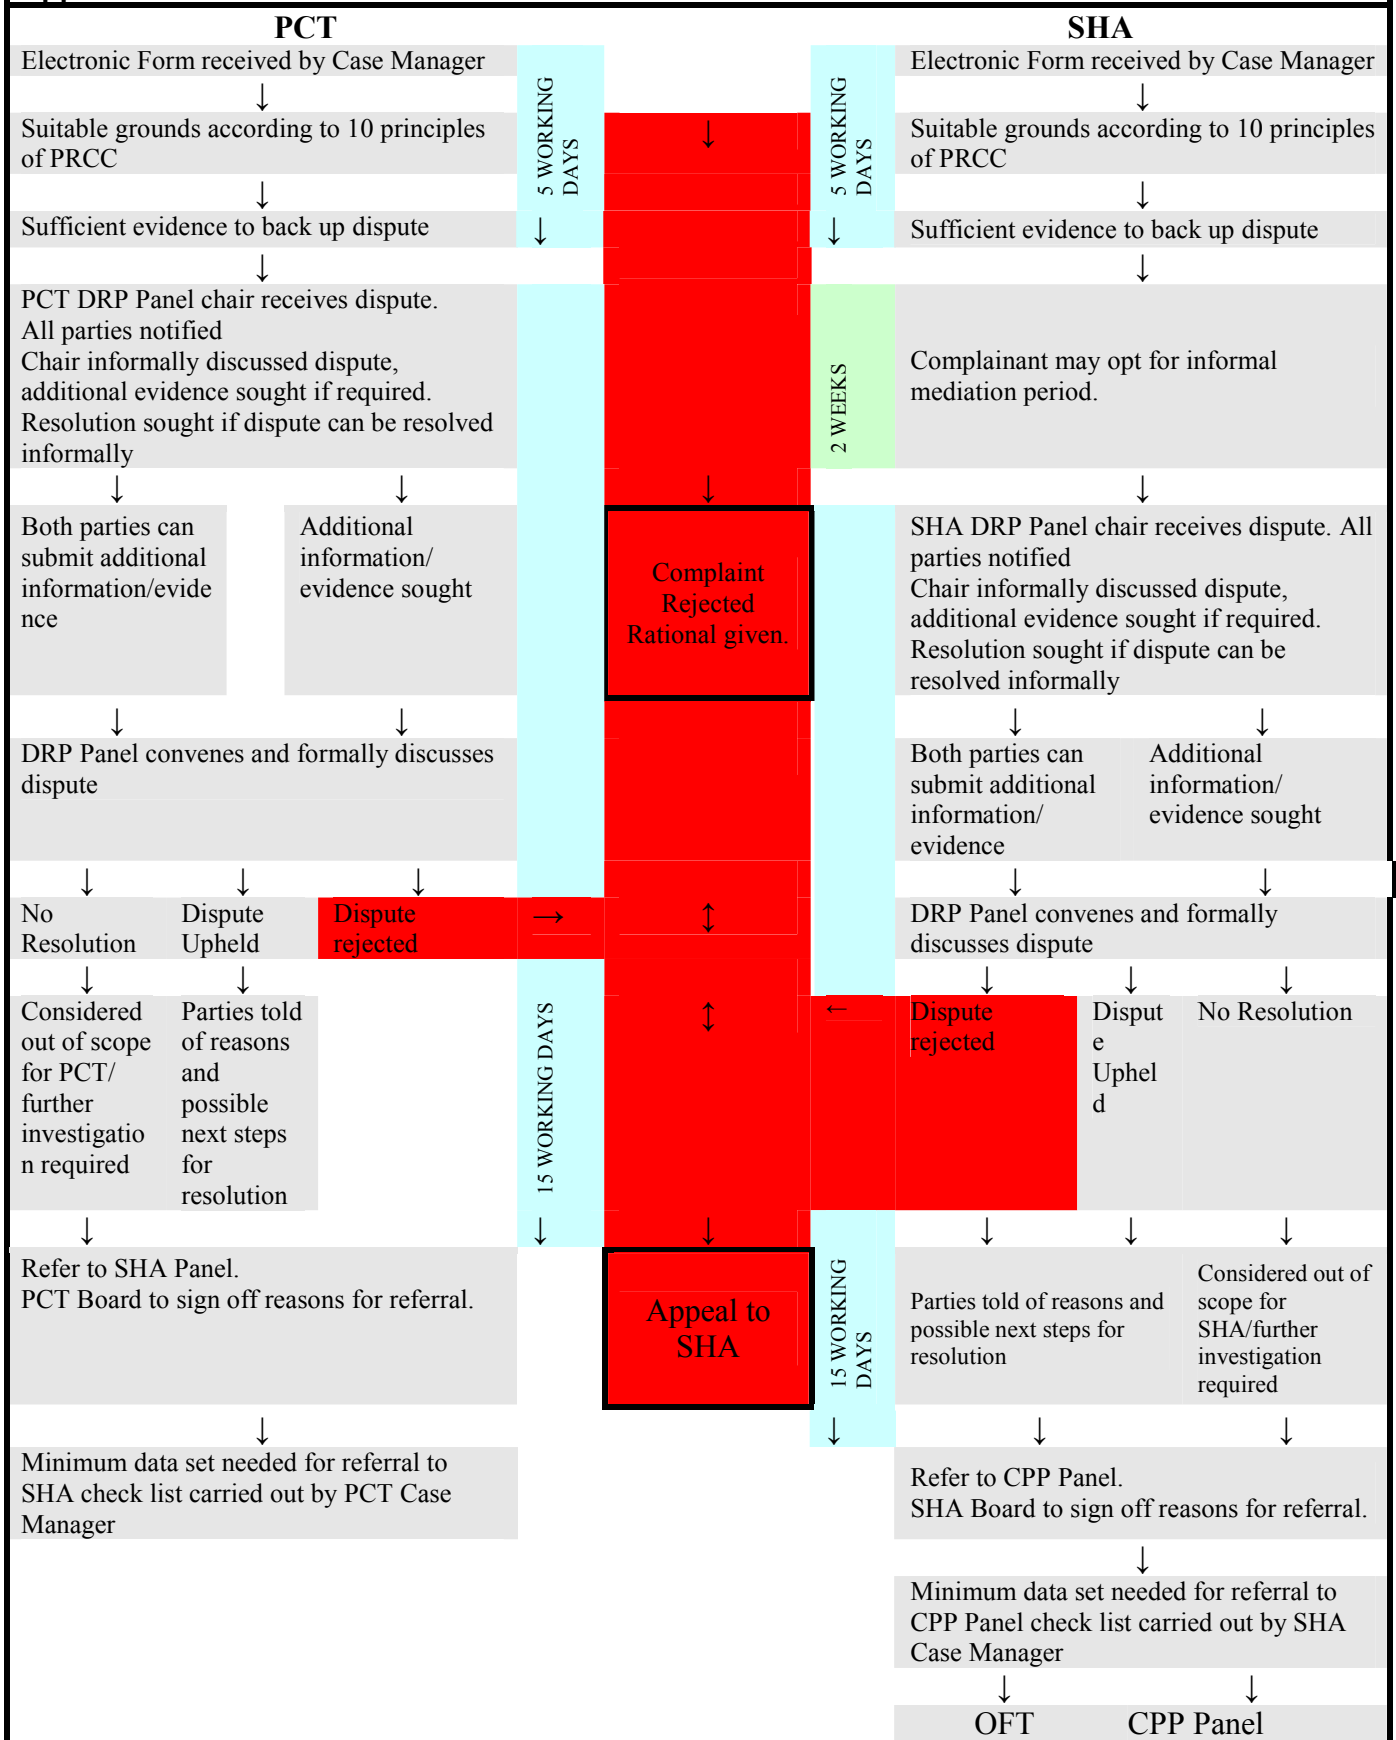 PCT
Electronic Form received by Case Manager
↓
Suitable grounds according to 10 principles
of PRCC
↓
Sufficient evidence to back up dispute
↓
PCT DRP Panel chair receives dispute.
All parties notified
Chair informally discussed dispute,
additional evidence sought if required.
Resolution sought if dispute can be resolved
informally
↓ ↓
Both parties can
submit additional
information/evide
nce
Additional
information/
evidence sought
↓ ↓
DRP Panel convenes and formally discusses
dispute
↓ ↓ ↓
No
Resolution
Dispute
Upheld
Dispute
rejected
↓ ↓
Considered
out of scope
for PCT/
further
investigatio
n required
Parties told
of reasons
and
possible
next steps
for
resolution
↓
Refer to SHA Panel.
PCT Board to sign off reasons for referral.
↓
Minimum data set needed for referral to
SHA check list carried out by PCT Case
Manager
5 WORKING
DAYS
↓
→
15 WORKING DAYS
↓
↓
↓
Complaint
Rejected
Rational given.
↕
↕
↓
Appeal to
SHA
5 WORKING
DAYS
↓
2 WEEKS
←
15 WORKING
DAYS
↓
SHA
Electronic Form received by Case Manager
↓
Suitable grounds according to 10 principles
of PRCC
↓
Sufficient evidence to back up dispute
↓
Complainant may opt for informal
mediation period.
↓
SHA DRP Panel chair receives dispute. All
parties notified
Chair informally discussed dispute,
additional evidence sought if required.
Resolution sought if dispute can be
resolved informally
↓ ↓
Both parties can
submit additional
information/
evidence
Additional
information/
evidence sought
↓ ↓
DRP Panel convenes and formally
discusses dispute
↓ ↓ ↓
Dispute
rejected
Disput
e
Uphel
d
No Resolution
↓ ↓ ↓
Parties told of reasons and
possible next steps for
resolution
Considered out of
scope for
SHA/further
investigation
required
↓ ↓
Refer to CPP Panel.
SHA Board to sign off reasons for referral.
↓
Minimum data set needed for referral to
CPP Panel check list carried out by SHA
Case Manager
↓ ↓
OFT
CPP Panel